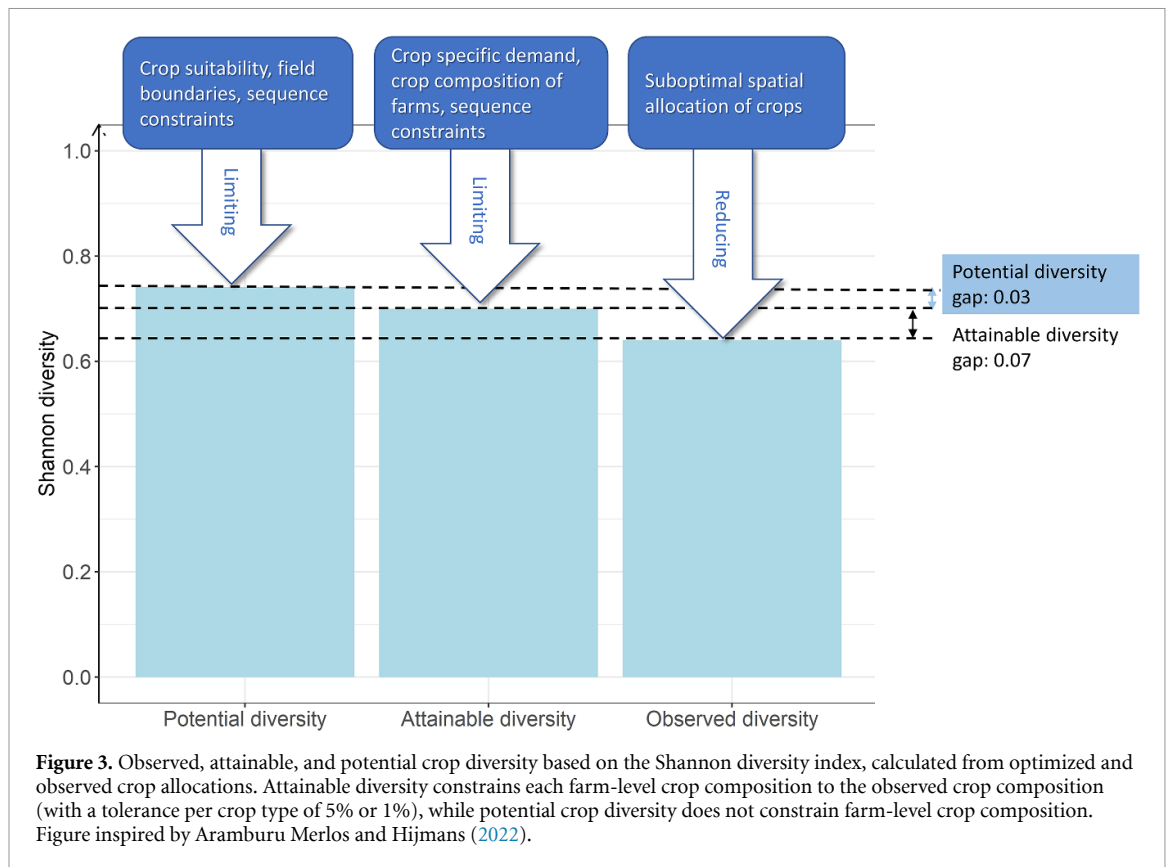 Crop suitability, field
boundaries, sequence
constraints
Crop specific demand,
crop composition of
farms, sequence
constraints
Suboptimal spatial
allocation of crops
Limiting
Limiting
Reducing
1.0
0.8
0.6
0.4
0.2
0.0
Shannon diversity
Potential diversity
gap: 0.03
Attainable diversity
gap: 0.07
Potential diversity
Attainable diversity
Observed diversity
Figure 3. Observed, attainable, and potential crop diversity based on the Shannon diversity index, calculated from optimized and
observed crop allocations. Attainable diversity constrains each farm-level crop composition to the observed crop composition
(with a tolerance per crop type of 5% or 1%), while potential crop diversity does not constrain farm-level crop composition.
Figure inspired by Aramburu Merlos and Hijmans (2022).